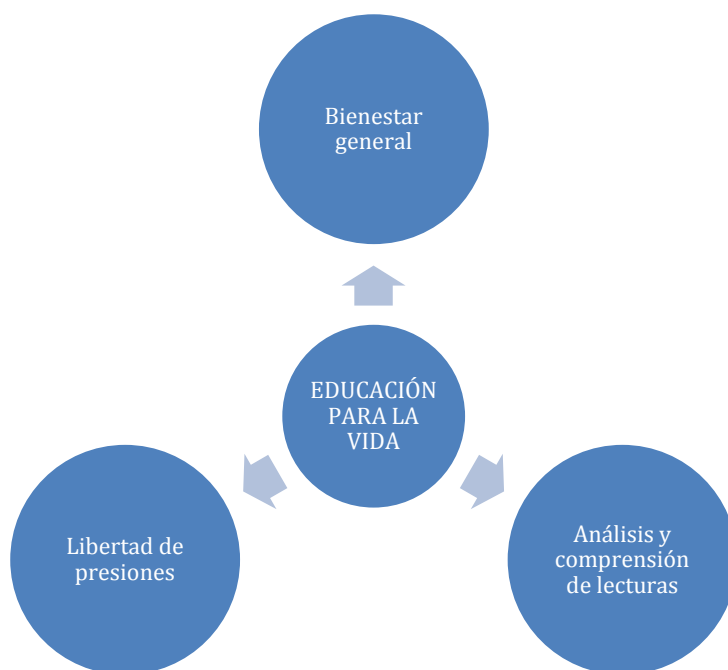 Bienestar
general
EDUCACIÓN
PARA LA
VIDA
Libertad de
presiones
Análisis y
comprensión
de lecturas